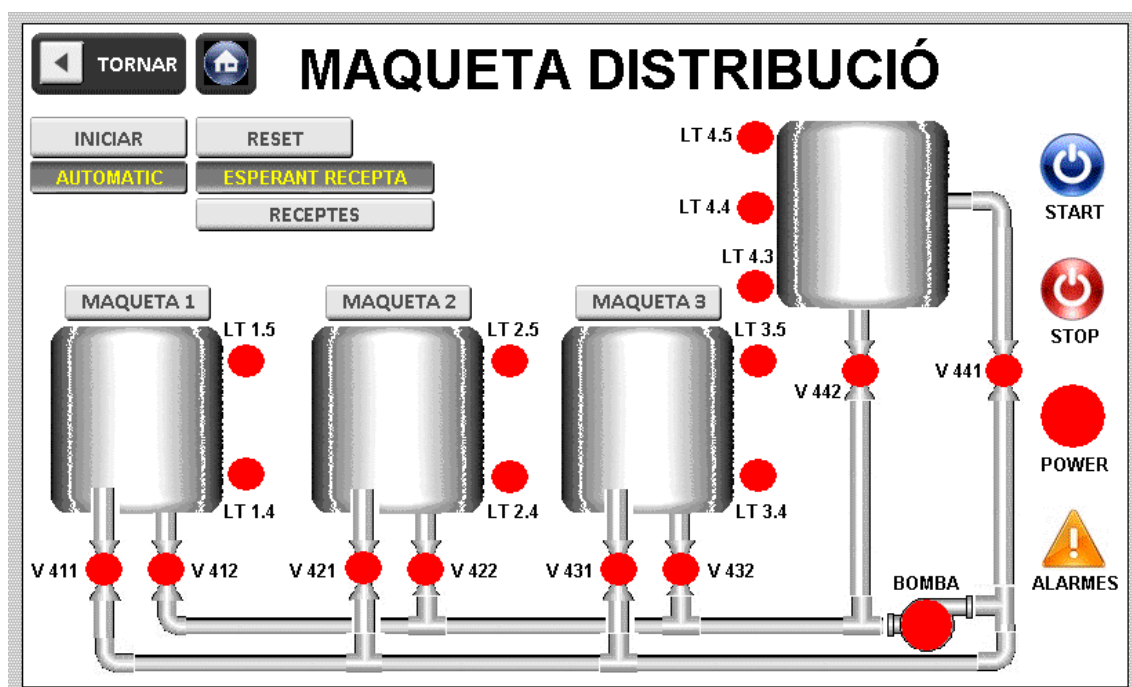 TORNAR
MAQUETA DISTRIBUCIÓ
INICIAR
RESET
AUTOMATIC
ESPERANT RECEPTA
RECEPTES
LT 4.5
LT 4.4
LT 4.3
START
STOP
MAQUETA 1
MAQUETA 2
MAQUETA 3
LT 1.5
LT 2.5
LT 3.5
V 442
V 441
POWER
LT 1.4
LT 2.4
LT 3.4
V 411
V 412
V 421
V 422
V 431
V 432
BOMBA
ALARMES